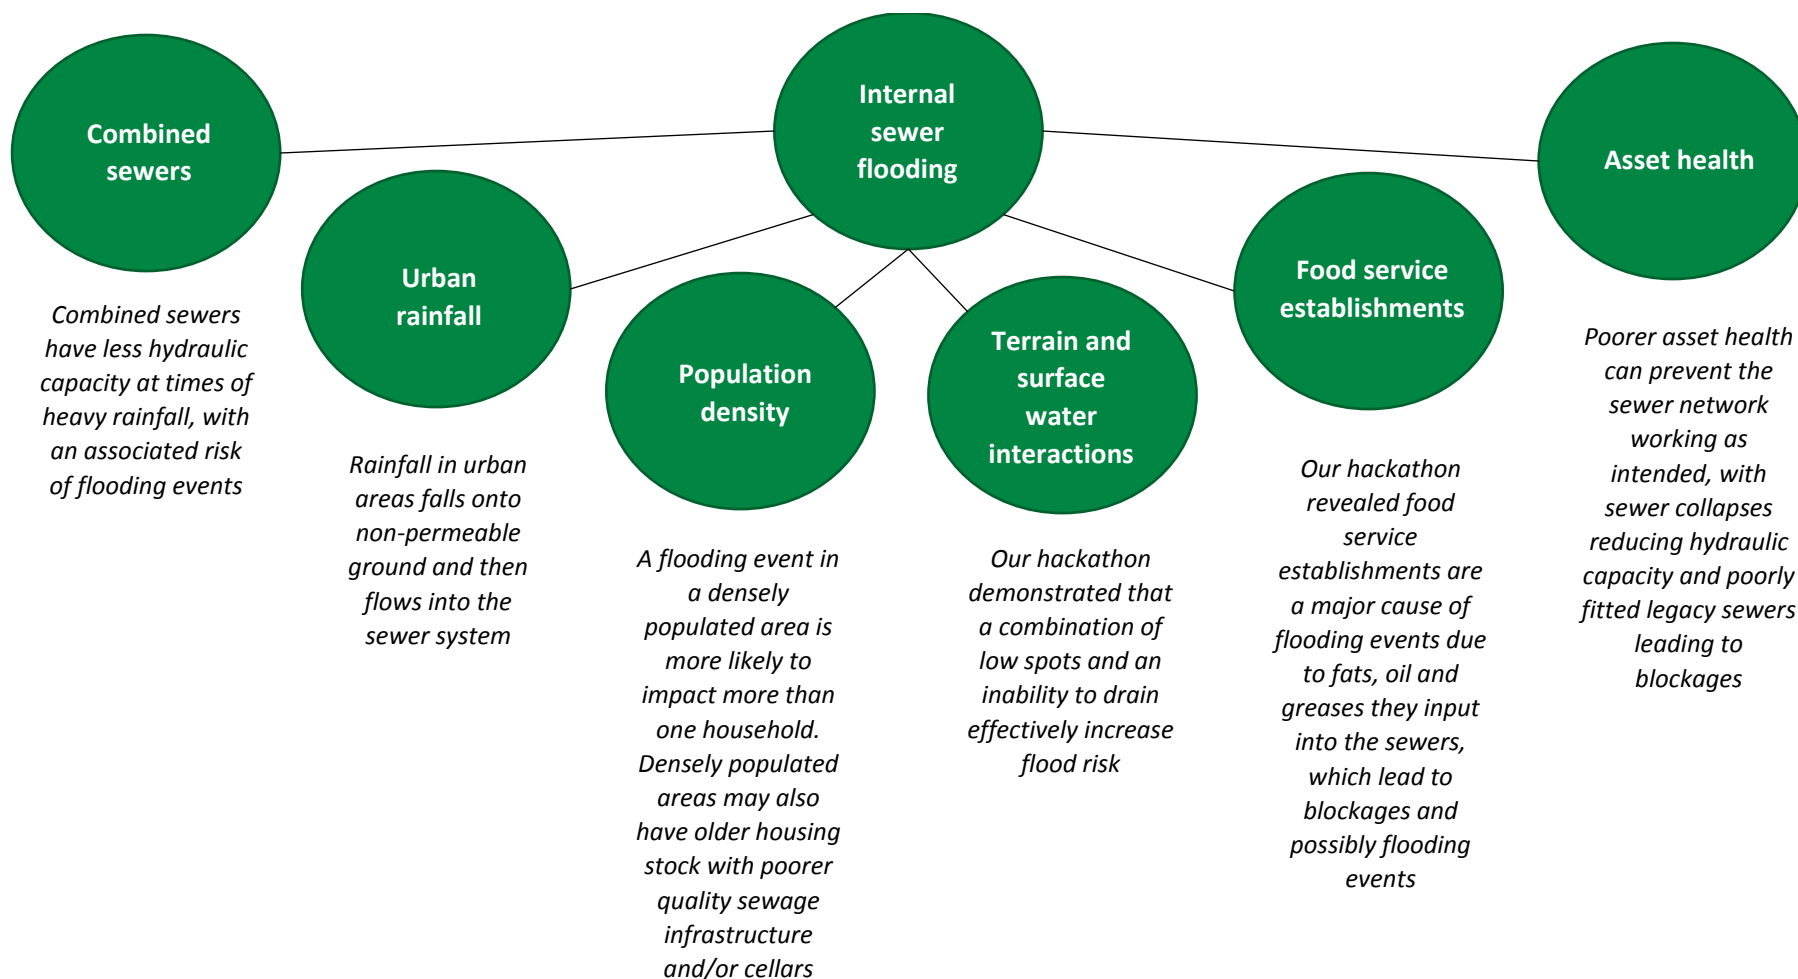 Internal
sewer
flooding
Combined
sewers
Combined sewers
have less hydraulic
capacity at times of
heavy rainfall, with
an associated risk
of flooding events
Urban
rainfall
Rainfall in urban
areas falls onto
non-permeable
ground and then
flows into the
sewer system
Population
density
A flooding event in
a densely
populated area is
more likely to
impact more than
one household.
Densely populated
areas may also
have older housing
stock with poorer
quality sewage
infrastructure
and/or cellars
Terrain and
surface
water
interactions
Our hackathon
demonstrated that
a combination of
low spots and an
inability to drain
effectively increase
flood risk
Food service
establishments
Our hackathon
revealed food
service
establishments are
a major cause of
flooding events due
to fats, oil and
greases they input
into the sewers,
which lead to
blockages and
possibly flooding
events
Asset health
Poorer asset health
can prevent the
sewer network
working as
intended, with
sewer collapses
reducing hydraulic
capacity and poorly
fitted legacy sewers
leading to
blockages